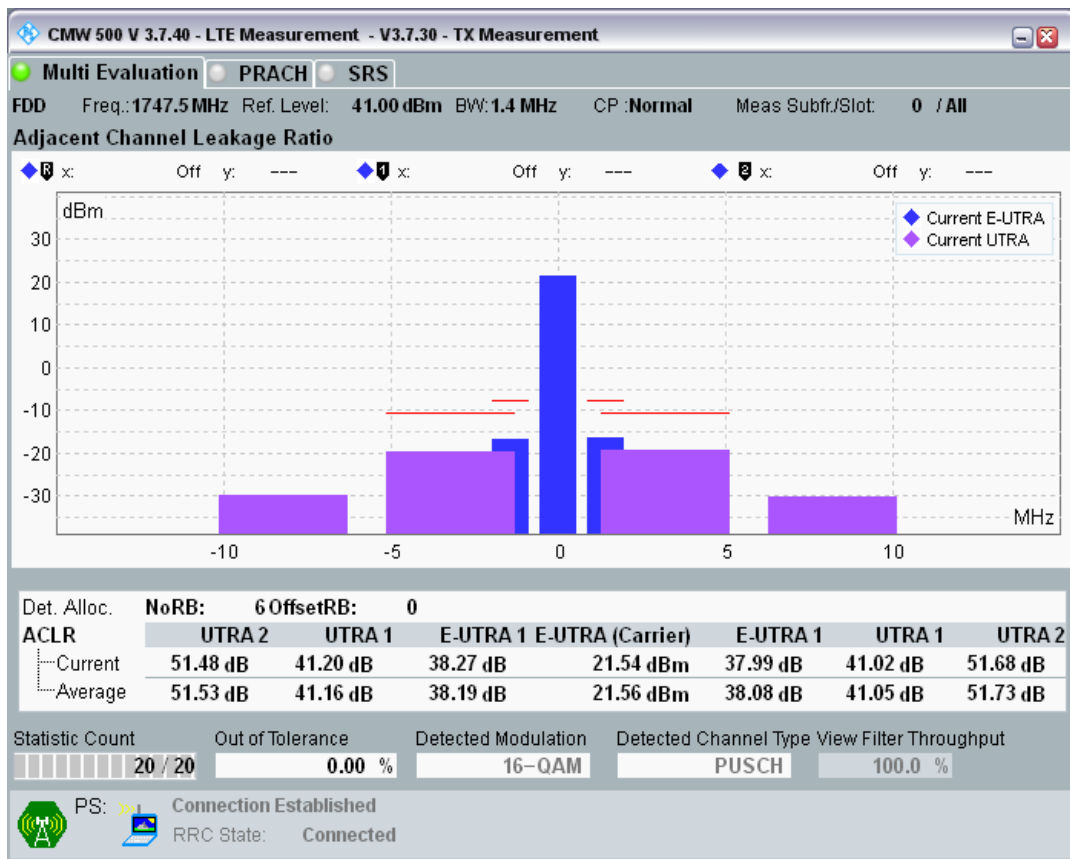 CMW 500 V 3.7.40 - LTE Measurement - V3.7.30 - TX Measurement
Multi Evaluation PRACH SRS
FDD Freq.: 1747.5 MHz Ref. Level: 41.00 dBm BW: 1.4 MHz CP :Normal Meas Subfr./Slot: 0 / All
Adjacent Channel Leakage Ratio
R x: Off y: --- 1 x: Off y: --- 2 x: Off y: ---
dBm
Current E-UTRA
Current UTRA
30
20
10
0
-10
-20
-30
MHz
-10 -5 0 5 10
Det. Alloc. NoRB: 6 OffsetRB: 0
ACLR UTRA 2 UTRA 1 E-UTRA 1 E-UTRA (Carrier) E-UTRA 1 UTRA 1 UTRA 2
Current 51.48 dB 41.20 dB 38.27 dB 21.54 dBm 37.99 dB 41.02 dB 51.68 dB
Average 51.53 dB 41.16 dB 38.19 dB 21.56 dBm 38.08 dB 41.05 dB 51.73 dB
Statistic Count Out of Tolerance Detected Modulation Detected Channel Type View Filter Throughput
20 / 20 0.00 % 16-QAM PUSCH 100.0 %
PS: Connection Established
RRC State: Connected